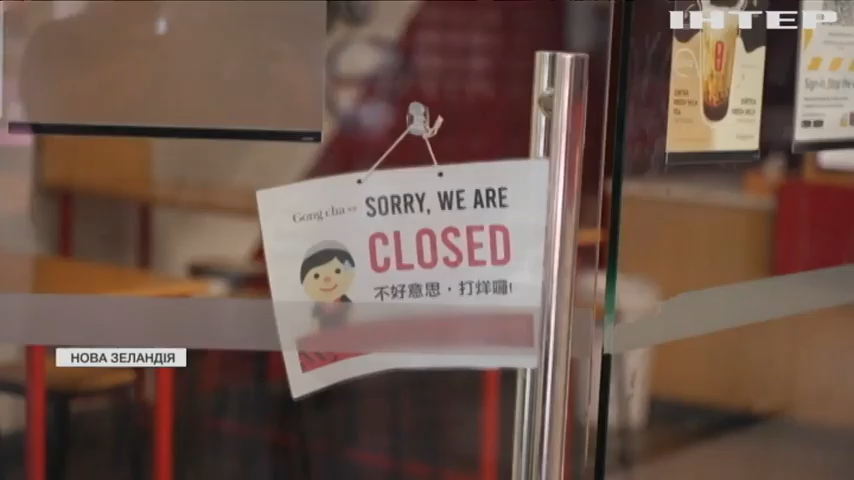 ІНТЕР
Gong cha
SORRY, WE ARE
CLOSED
不好意思，打烊囉!
НОВА ЗЕЛАНДІЯ